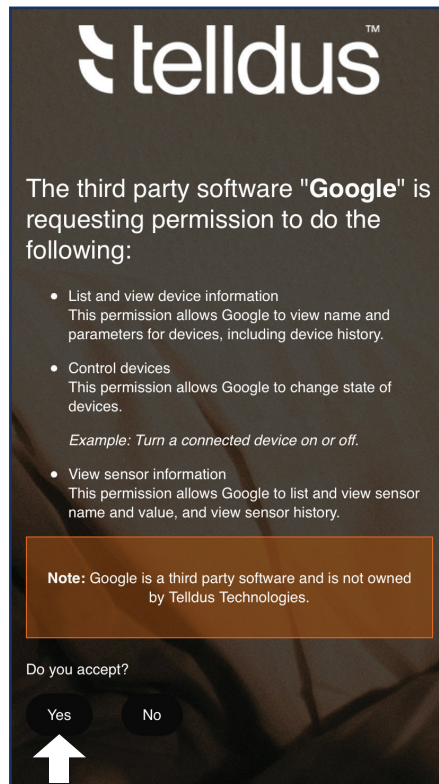 telldus™
The third party software "Google" is
requesting permission to do the
following:
• List and view device information
This permission allows Google to view name and
parameters for devices, including device history.
• Control devices
This permission allows Google to change state of
devices.
Example: Turn a connected device on or off.
• View sensor information
This permission allows Google to list and view sensor
name and value, and view sensor history.
Note: Google is a third party software and is not owned
by Telldus Technologies.
Do you accept?
Yes No